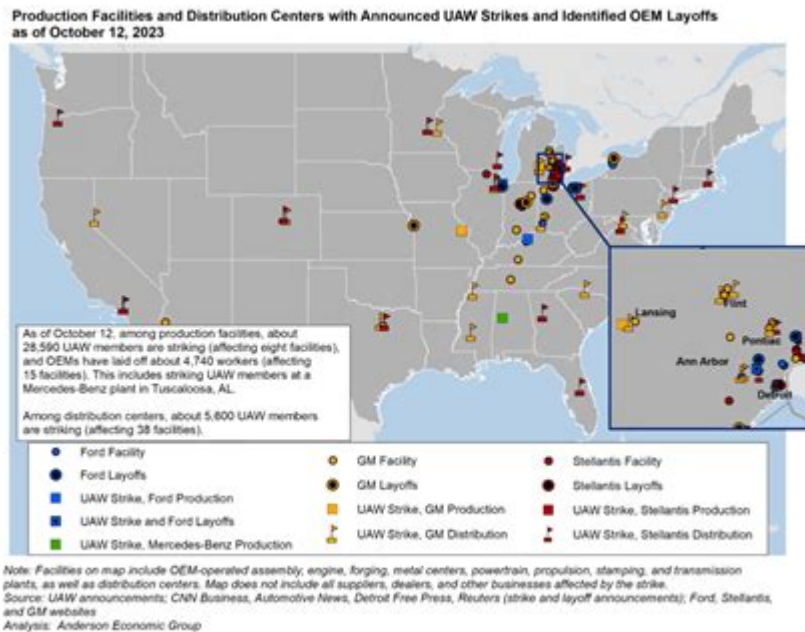 Production Facilities and Distribution Centers with Announced UAW Strikes and Identified OEM Layoffs
as of October 12, 2023
Lansing
Flint
Pontiac
Ann Arbor
Detroit
As of October 12, among production facilities, about
28,590 UAW members are striking (affecting eight facilities),
and OEMs have laid off about 4,740 workers (affecting
15 facilities). This includes striking UAW members at a
Mercedes-Benz plant in Tuscaloosa, AL.
Among distribution centers, about 5,600 UAW members
are striking (affecting 38 facilities).
Ford Facility
Ford Layoffs
UAW Strike, Ford Production
UAW Strike and Ford Layoffs
UAW Strike, Mercedes-Benz Production
GM Facility
GM Layoffs
UAW Strike, GM Production
UAW Strike, GM Distribution
Stellantis Facility
Stellantis Layoffs
UAW Strike, Stellantis Production
UAW Strike, Stellantis Distribution
Note: Facilities on map include OEM-operated assembly, engine, forging, metal centers, powertrain, propulsion, stamping, and transmission
plants, as well as distribution centers. Map does not include all suppliers, dealers, and other businesses affected by the strike.
Source: UAW announcements; CNN Business, Automotive News, Detroit Free Press, Reuters (strike and layoff announcements); Ford, Stellantis,
and GM websites
Analysis: Anderson Economic Group